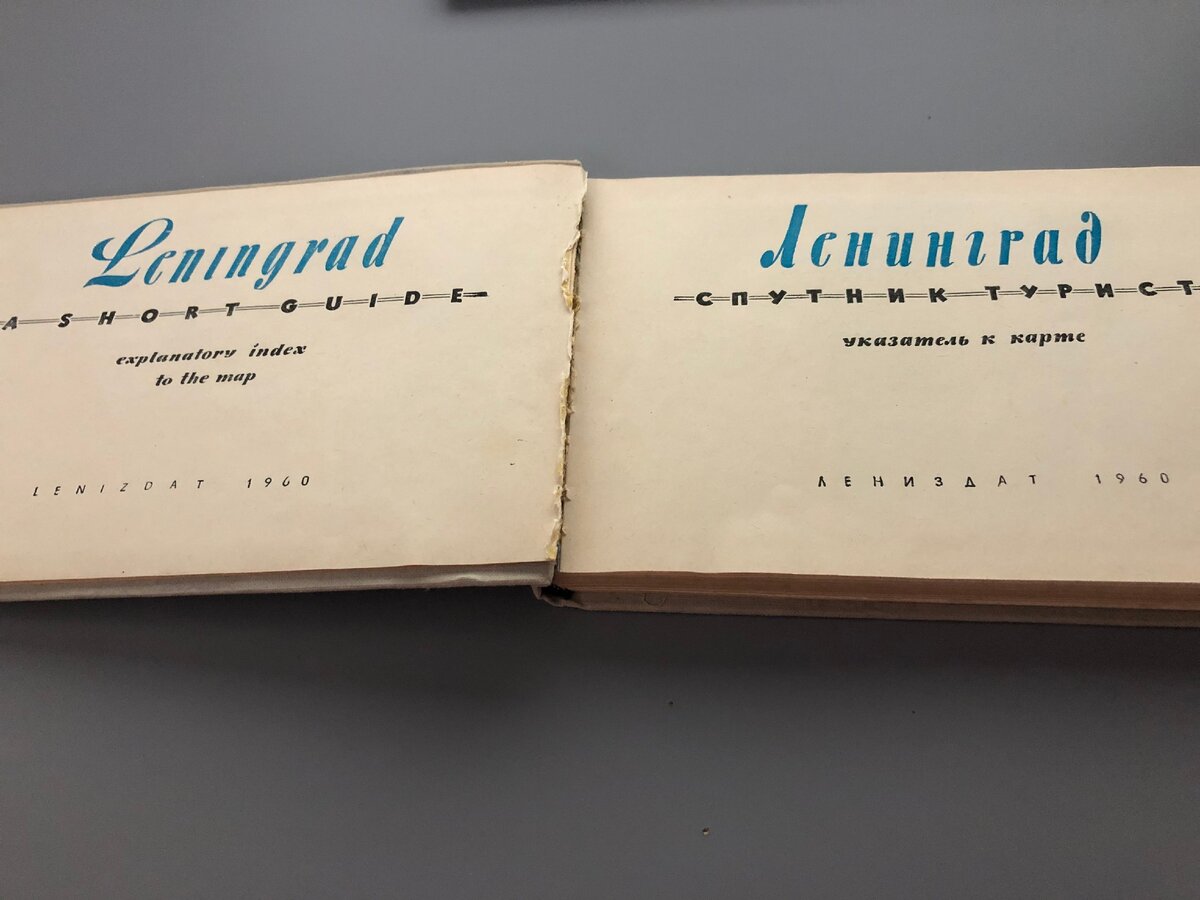 Leningrad
A SHORT GUIDE
explanatory index
to the map
LENIZDAT 1960
Ленинград
СПУТНИК ТУРИСТ
указатель к карте
ЛЕНИЗДАТ 1960